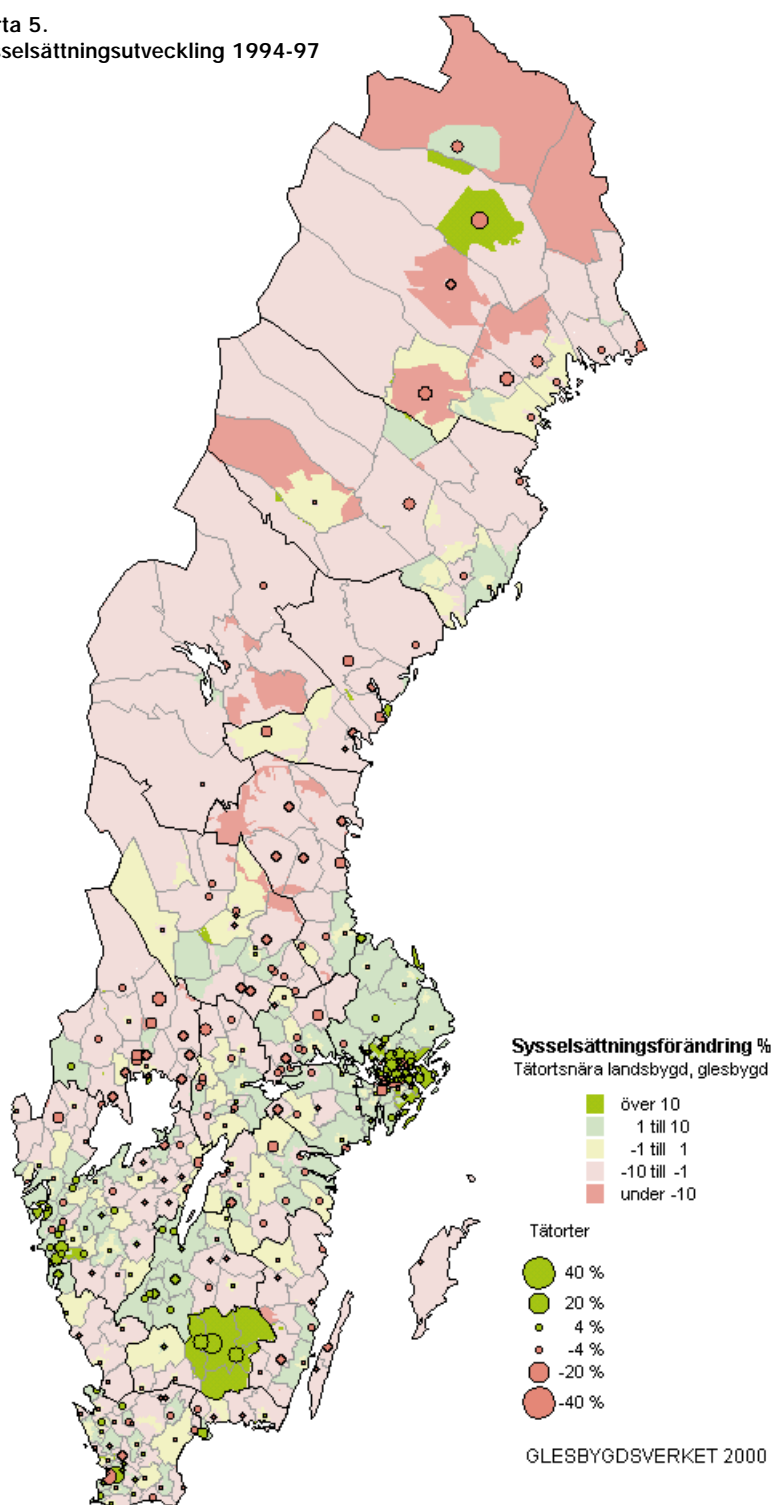 rta 5.
sselsättningsutveckling 1994-97
Sysselsättningsförändring %
Tätortsnära landsbygd, glesbygd
över 10
1 till 10
-1 till 1
-10 till -1
under -10
Tätorter
40 %
20 %
4 %
-4 %
-20 %
-40 %
GLESBYGDSVERKET 2000